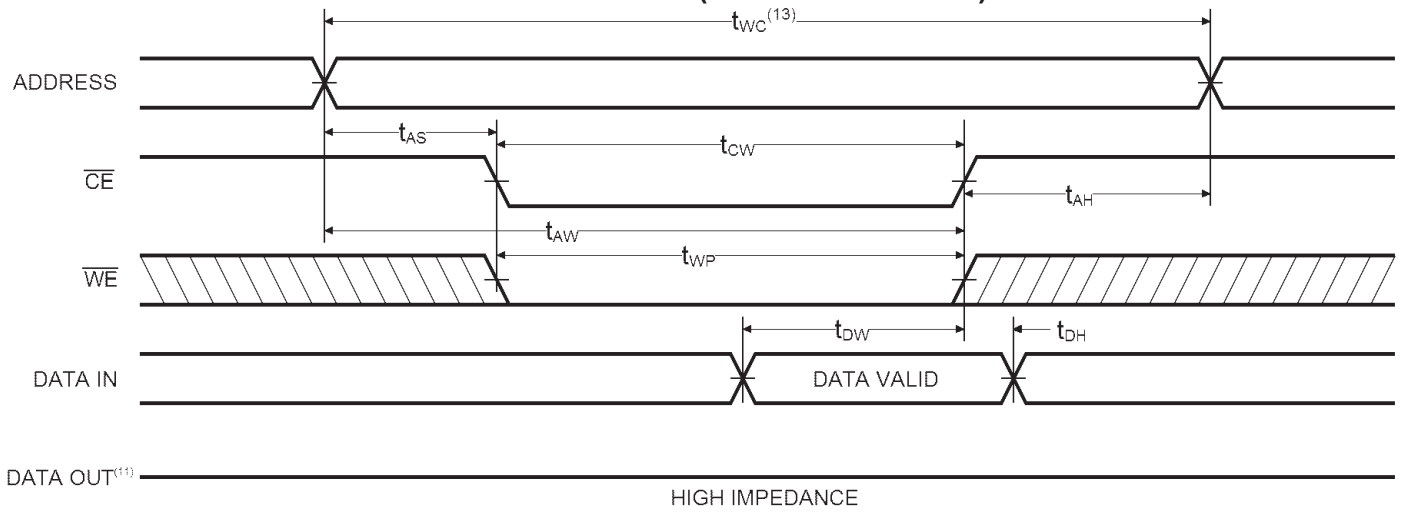 tWC(13)
ADDRESS
tAS
tCW
CE
tAH
tAW
tWP
WE
tDW
tDH
DATA IN
DATA VALID
DATA OUT(11)
HIGH IMPEDANCE